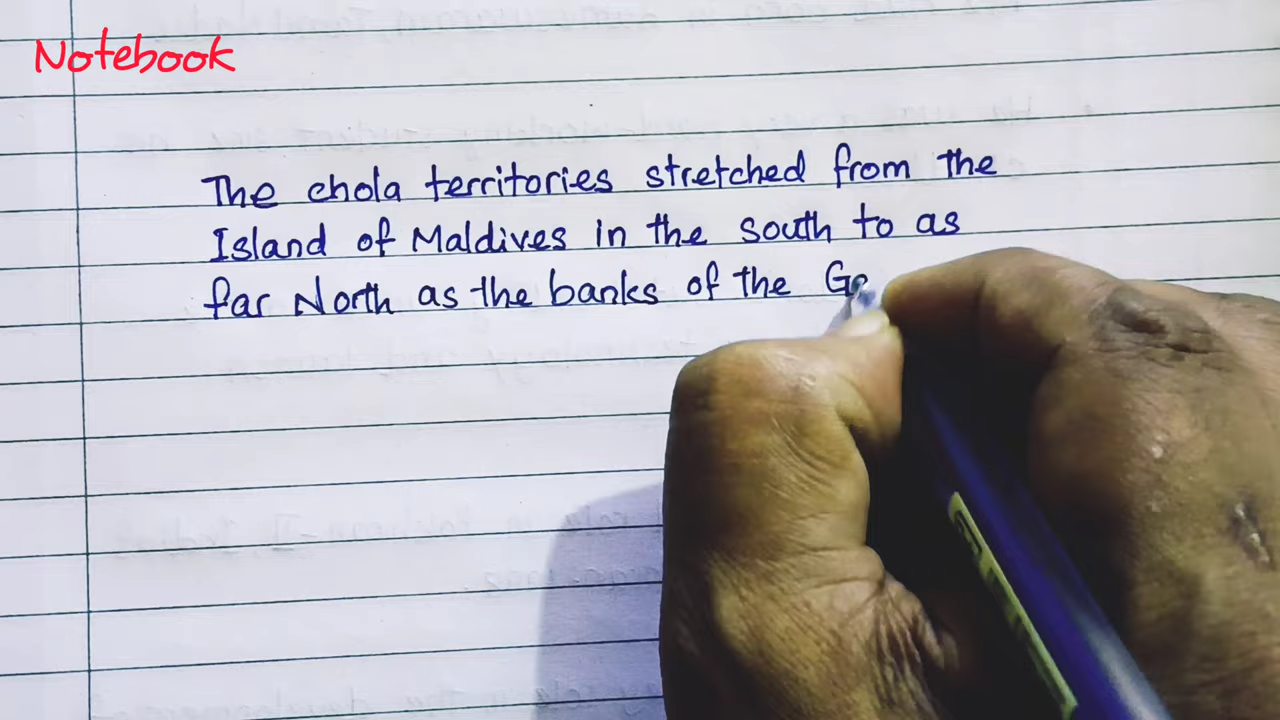 Notebook
The chola territories stretched from the
Island of Maldives in the south to as
far North as the banks of the Go